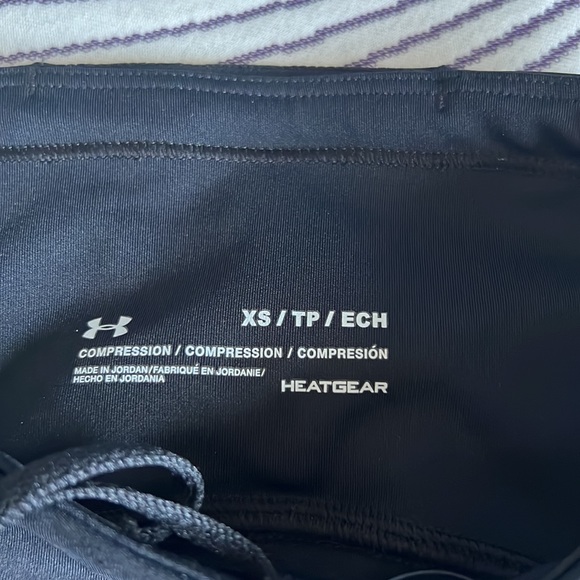 XS / TP / ECH
COMPRESSION / COMPRESSION / COMPRESIÓN
MADE IN JORDAN/FABRIQUÉ EN JORDANIE/
HECHO EN JORDANIA
HEATGEAR